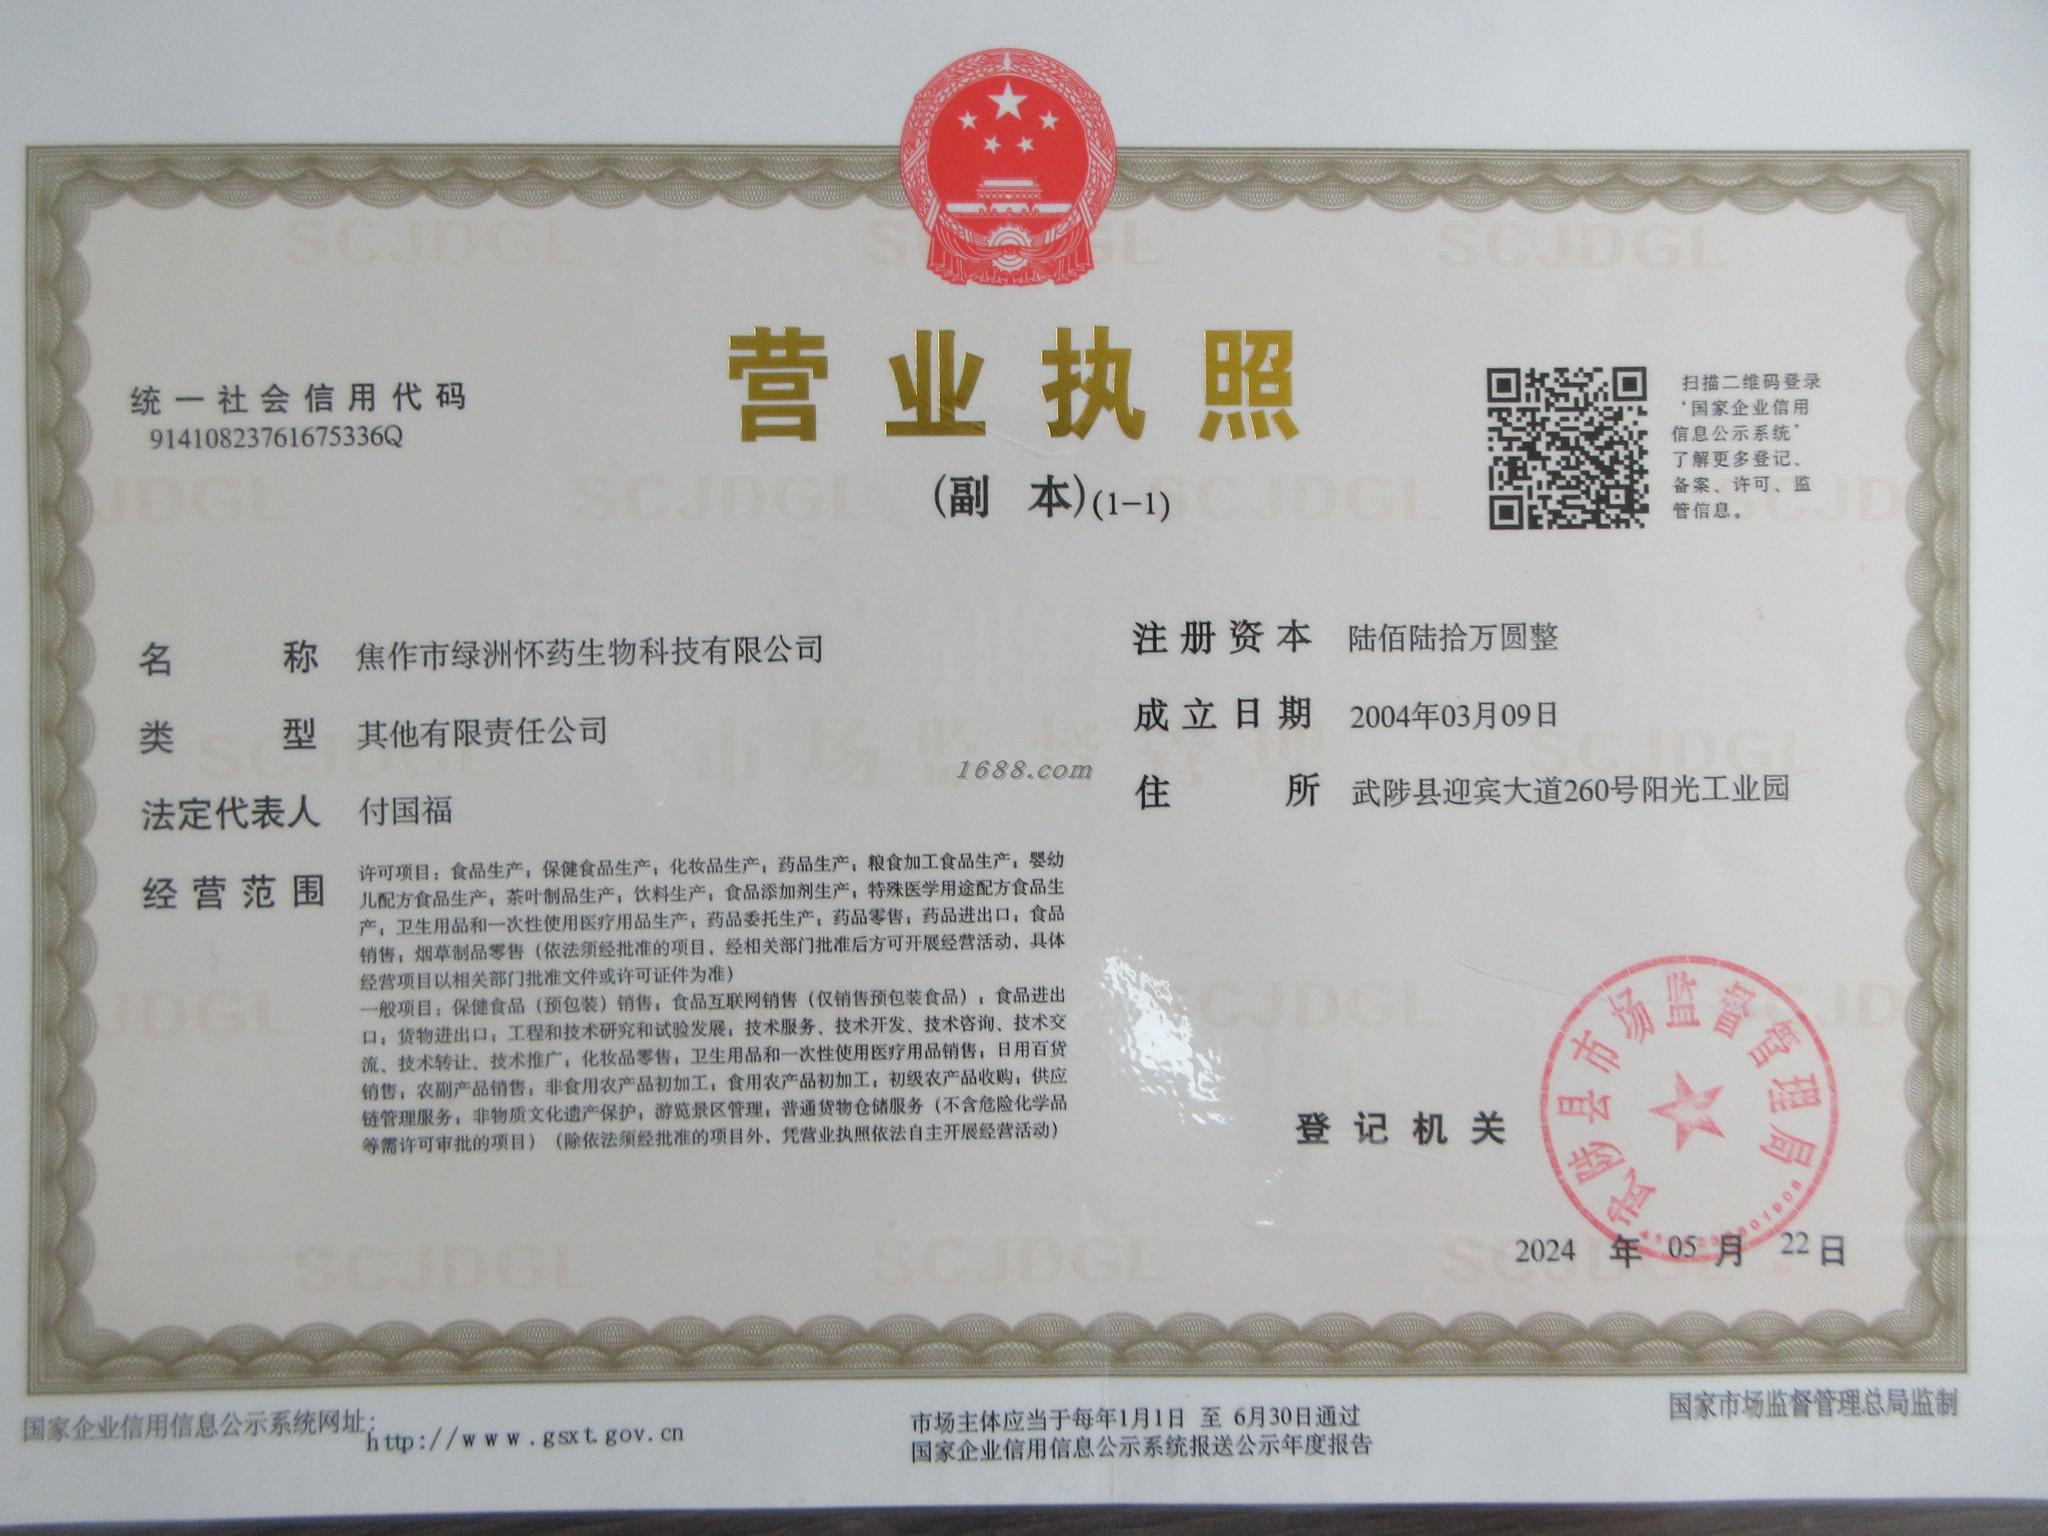 营业执照
(副 本)(1-1)
统一社会信用代码
91410823761675336Q
扫描二维码登录
‘国家企业信用
信息公示系统’
了解更多登记、
备案、许可、监
管信息。
名 称 焦作市绿洲怀药生物科技有限公司
类 型 其他有限责任公司
法定代表人 付国福
经营范围 许可项目：食品生产；保健食品生产；化妆品生产；药品生产；粮食加工食品生产；婴幼
儿配方食品生产；茶叶制品生产；饮料生产；食品添加剂生产；特殊医学用途配方食品生
产；卫生用品和一次性使用医疗用品生产；药品委托生产；药品零售；药品进出口；食品
销售；烟草制品零售（依法须经批准的项目，经相关部门批准后方可开展经营活动，具体
经营项目以相关部门批准文件或许可证件为准）
一般项目：保健食品（预包装）销售；食品互联网销售（仅销售预包装食品）；食品进出
口；货物进出口；工程和技术研究和试验发展；技术服务、技术开发、技术咨询、技术交
流、技术转让、技术推广；化妆品零售；卫生用品和一次性使用医疗用品销售；日用百货
销售；农副产品销售；非食用农产品初加工；食用农产品初加工；初级农产品收购；供应
链管理服务；非物质文化遗产保护；游览景区管理；普通货物仓储服务（不含危险化学品
等需许可审批的项目）（除依法须经批准的项目外，凭营业执照依法自主开展经营活动）
注册资本 陆佰陆拾万圆整
成立日期 2004年03月09日
住 所 武陟县迎宾大道260号阳光工业园
1688.com
登记机关
武陟县市场监督管理局
2024 年 05 月 22 日
国家企业信用信息公示系统网址：http://www.gsxt.gov.cn
市场主体应当于每年1月1日 至 6月30日通过
国家企业信用信息公示系统报送公示年度报告
国家市场监督管理总局监制
SCJDGL
市场监督管理